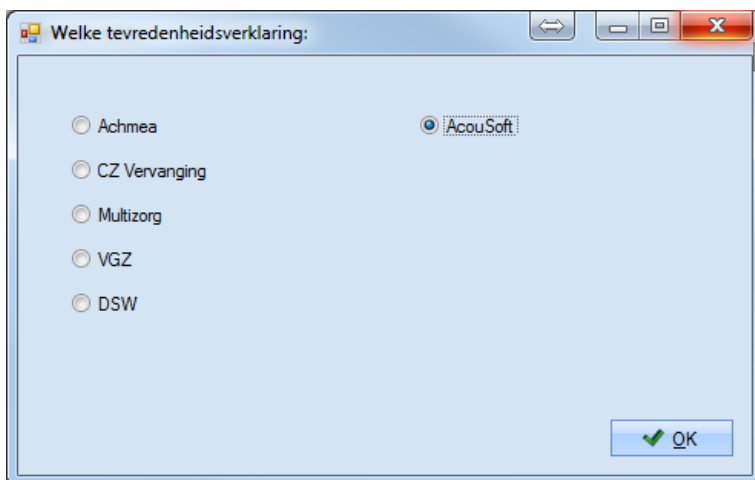 Welke tevredenheidsverklaring:
Achmea
AcouSoft
CZ Vervanging
Multizorg
VGZ
DSW
OK